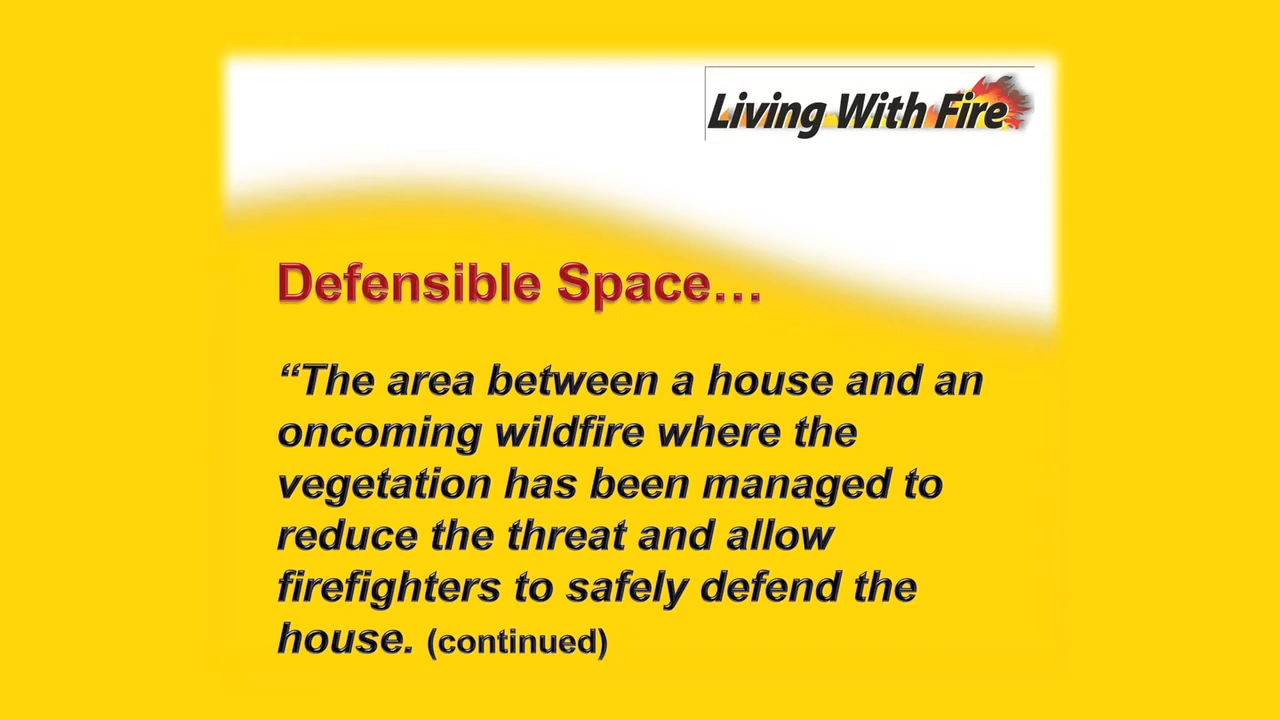 Living With Fire
Defensible Space…
“The area between a house and an
oncoming wildfire where the
vegetation has been managed to
reduce the threat and allow
firefighters to safely defend the
house. (continued)